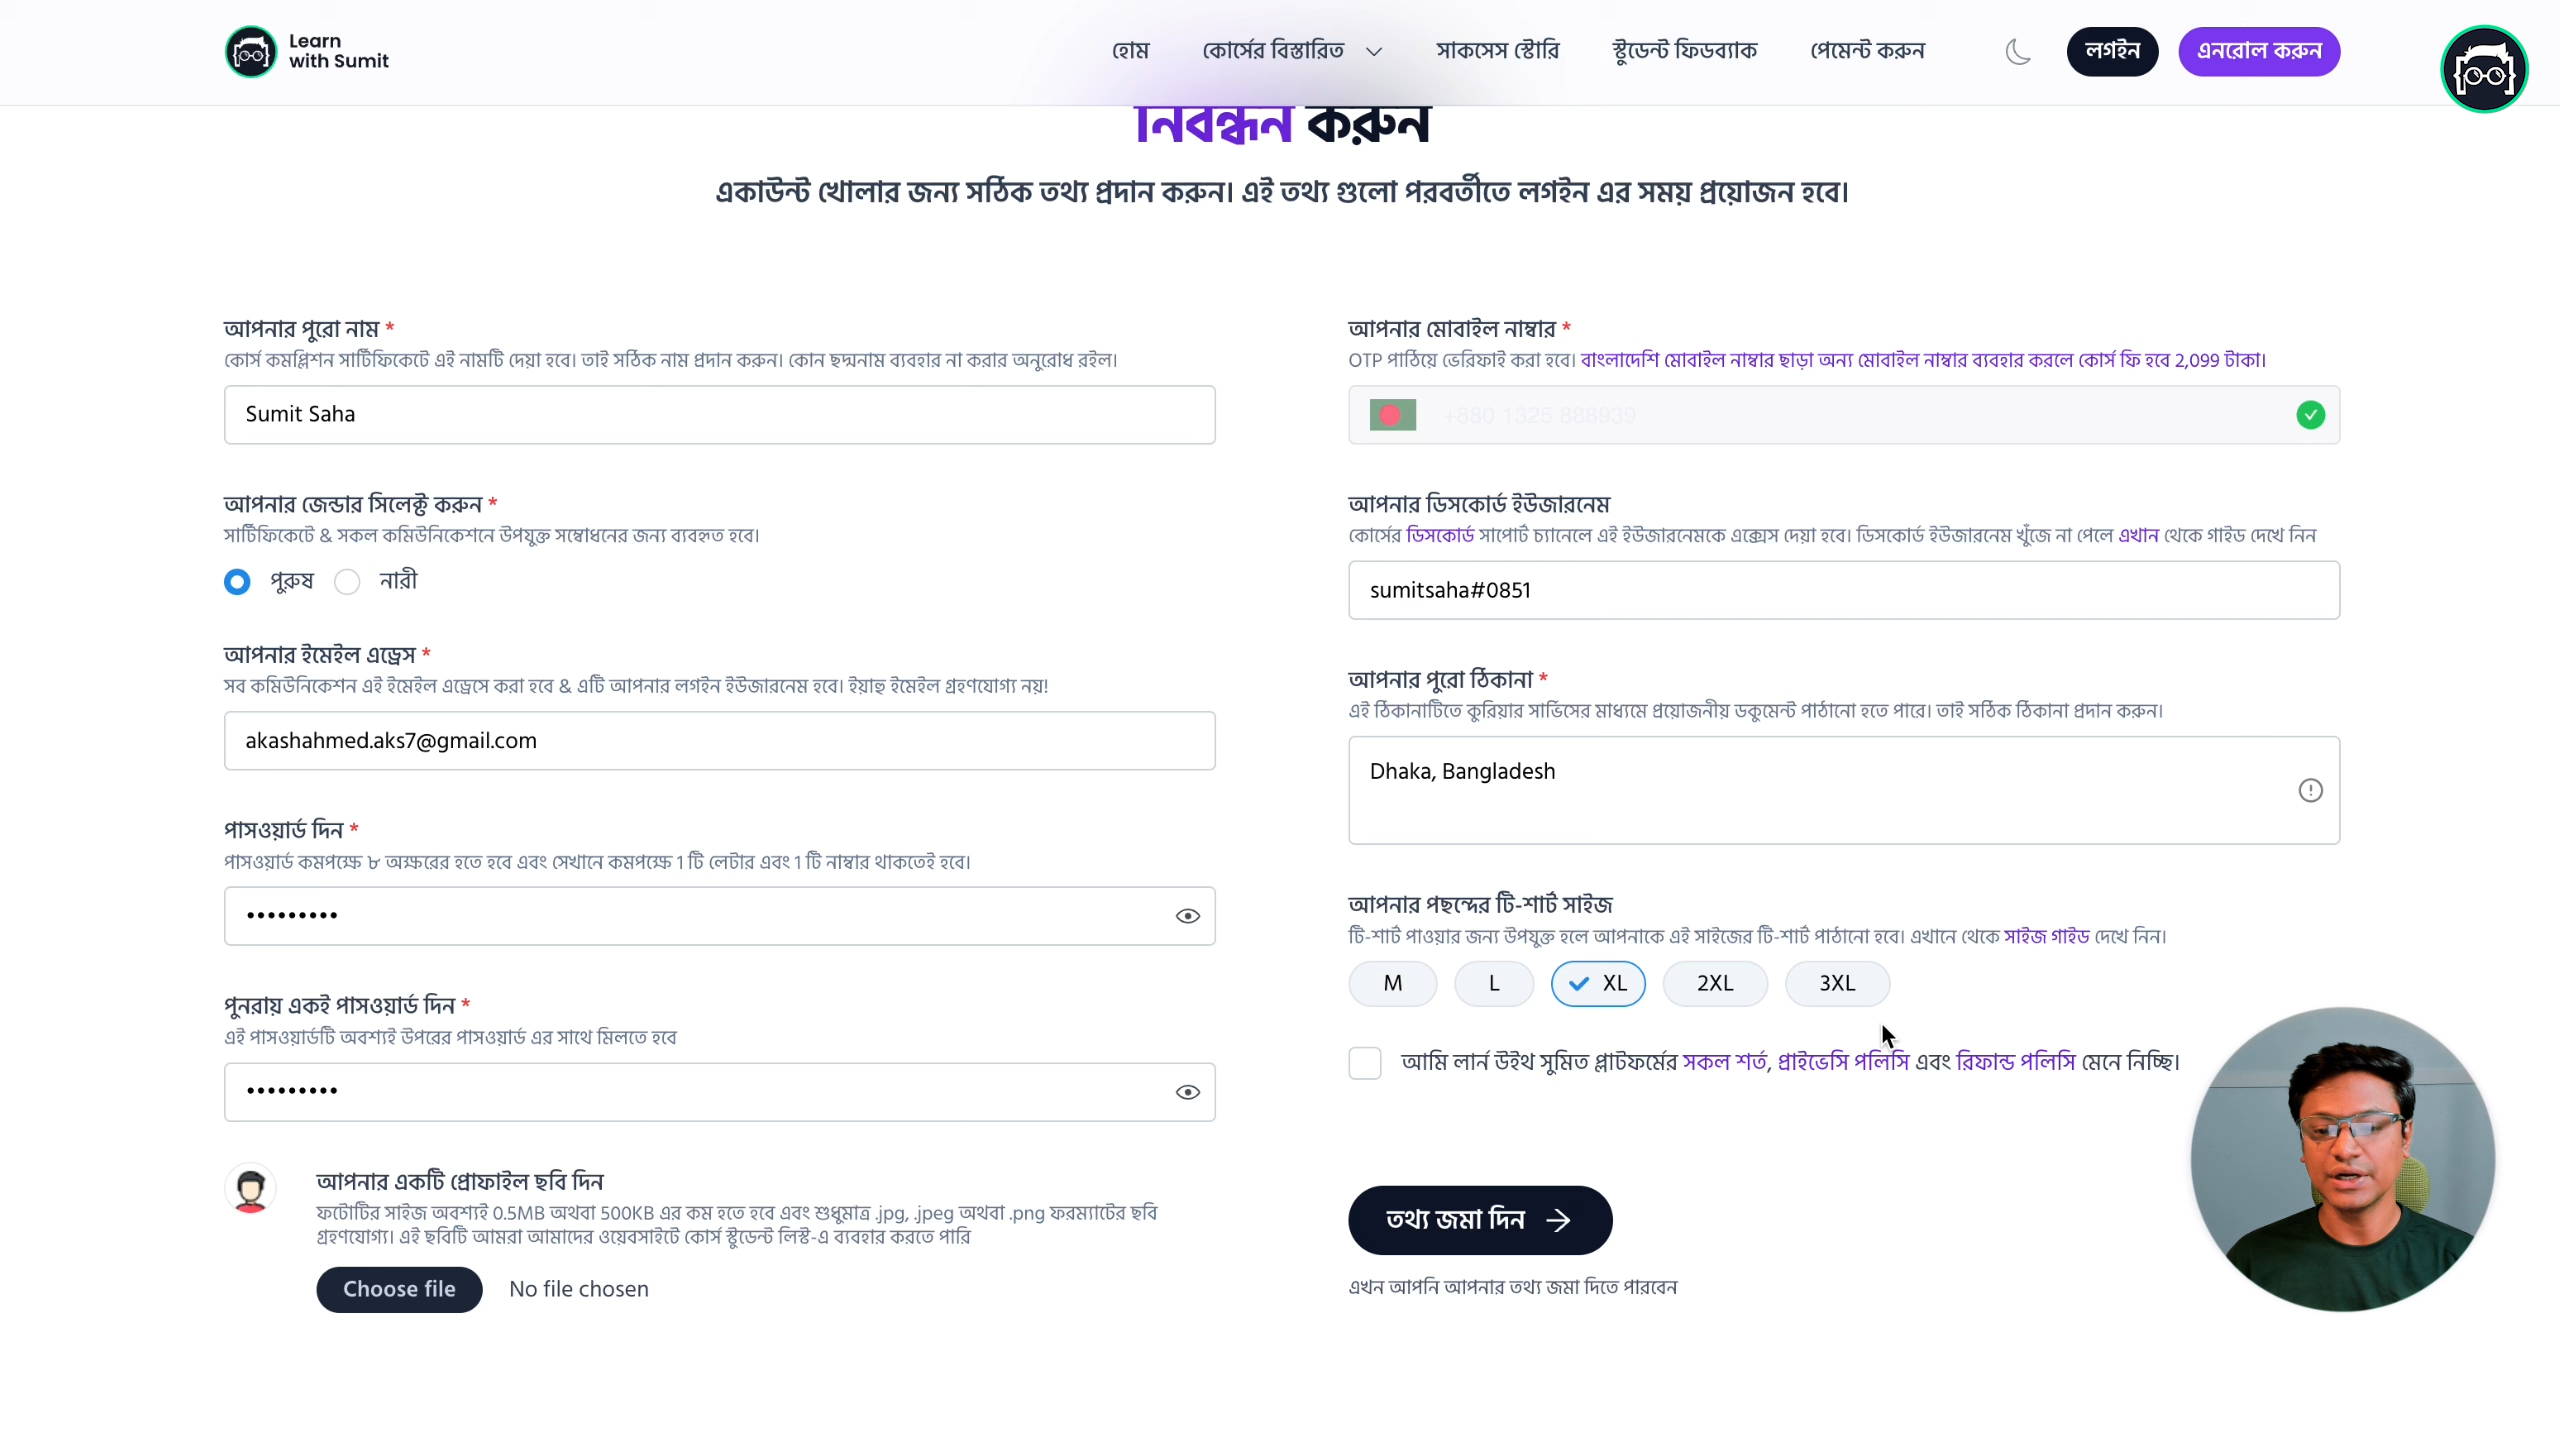 Learn
with Sumit
হোম কোর্সের বিস্তারিত সাকসেস স্টোরি স্টুডেন্ট ফিডব্যাক পেমেন্ট করুন লগইন এনরোল করুন
নিবন্ধন করুন
একাউন্ট খোলার জন্য সঠিক তথ্য প্রদান করুন। এই তথ্য গুলো পরবর্তীতে লগইন এর সময় প্রয়োজন হবে।
আপনার পুরো নাম *
কোর্স কমপ্লিশন সার্টিফিকেটে এই নামটি দেয়া হবে। তাই সঠিক নাম প্রদান করুন। কোন ছদ্মনাম ব্যবহার না করার অনুরোধ রইল।
Sumit Saha
আপনার জেন্ডার সিলেক্ট করুন *
সার্টিফিকেটে & সকল কমিউনিকেশনে উপযুক্ত সম্বোধনের জন্য ব্যবহৃত হবে।
পুরুষ নারী
আপনার ইমেইল এড্রেস *
সব কমিউনিকেশন এই ইমেইল এড্রেসে করা হবে & এটি আপনার লগইন ইউজারনেম হবে। ইয়াহু ইমেইল গ্রহণযোগ্য নয়!
akashahmed.aks7@gmail.com
পাসওয়ার্ড দিন *
পাসওয়ার্ড কমপক্ষে ৮ অক্ষরের হতে হবে এবং সেখানে কমপক্ষে 1 টি লেটার এবং 1 টি নাম্বার থাকতেই হবে।
•••••••••
পুনরায় একই পাসওয়ার্ড দিন *
এই পাসওয়ার্ডটি অবশ্যই উপরের পাসওয়ার্ড এর সাথে মিলতে হবে
•••••••••
আপনার একটি প্রোফাইল ছবি দিন
ফটোটির সাইজ অবশ্যই 0.5MB অথবা 500KB এর কম হতে হবে এবং শুধুমাত্র .jpg, .jpeg অথবা .png ফরম্যাটের ছবি
গ্রহণযোগ্য। এই ছবিটি আমরা আমাদের ওয়েবসাইটে কোর্স স্টুডেন্ট লিস্ট-এ ব্যবহার করতে পারি
Choose file No file chosen
আপনার মোবাইল নাম্বার *
OTP পাঠিয়ে ভেরিফাই করা হবে। বাংলাদেশি মোবাইল নাম্বার ছাড়া অন্য মোবাইল নাম্বার ব্যবহার করলে কোর্স ফি হবে 2,099 টাকা।
+880 1325 888939
আপনার ডিসকোর্ড ইউজারনেম
কোর্সের ডিসকোর্ড সাপোর্ট চ্যানেলে এই ইউজারনেমকে এক্সেস দেয়া হবে। ডিসকোর্ড ইউজারনেম খুঁজে না পেলে এখান থেকে গাইড দেখে নিন
sumitsaha#0851
আপনার পুরো ঠিকানা *
এই ঠিকানাটিতে কুরিয়ার সার্ভিসের মাধ্যমে প্রয়োজনীয় ডকুমেন্ট পাঠানো হতে পারে। তাই সঠিক ঠিকানা প্রদান করুন।
Dhaka, Bangladesh
আপনার পছন্দের টি-শার্ট সাইজ
টি-শার্ট পাওয়ার জন্য উপযুক্ত হলে আপনাকে এই সাইজের টি-শার্ট পাঠানো হবে। এখানে থেকে সাইজ গাইড দেখে নিন।
M L XL 2XL 3XL
আমি লার্ন উইথ সুমিত প্লাটফর্মের সকল শর্ত, প্রাইভেসি পলিসি এবং রিফান্ড পলিসি মেনে নিচ্ছি।
তথ্য জমা দিন →
এখন আপনি আপনার তথ্য জমা দিতে পারবেন